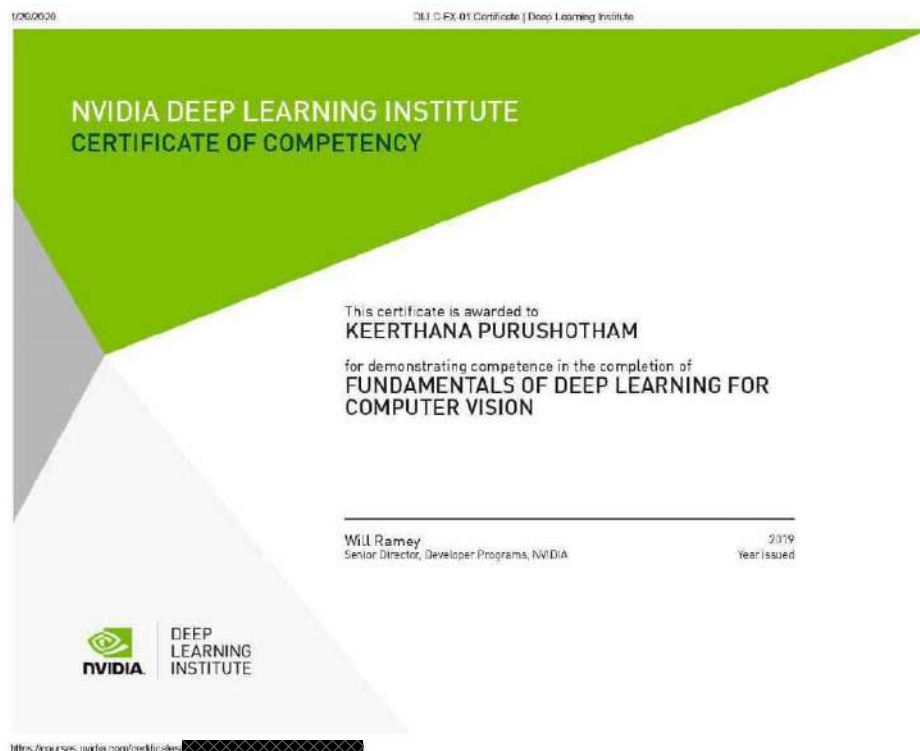 1/29/2020
DLI C-FX-01 Certificate | Deep Learning Institute
NVIDIA DEEP LEARNING INSTITUTE
CERTIFICATE OF COMPETENCY
This certificate is awarded to
KEERTHANA PURUSHOTHAM
for demonstrating competence in the completion of
FUNDAMENTALS OF DEEP LEARNING FOR
COMPUTER VISION
Will Ramey
2019
Senior Director, Developer Programs, NVIDIA
Year issued
DEEP
LEARNING
NVIDIA.
INSTITUTE
https://courses.nvidia.com/certificates/